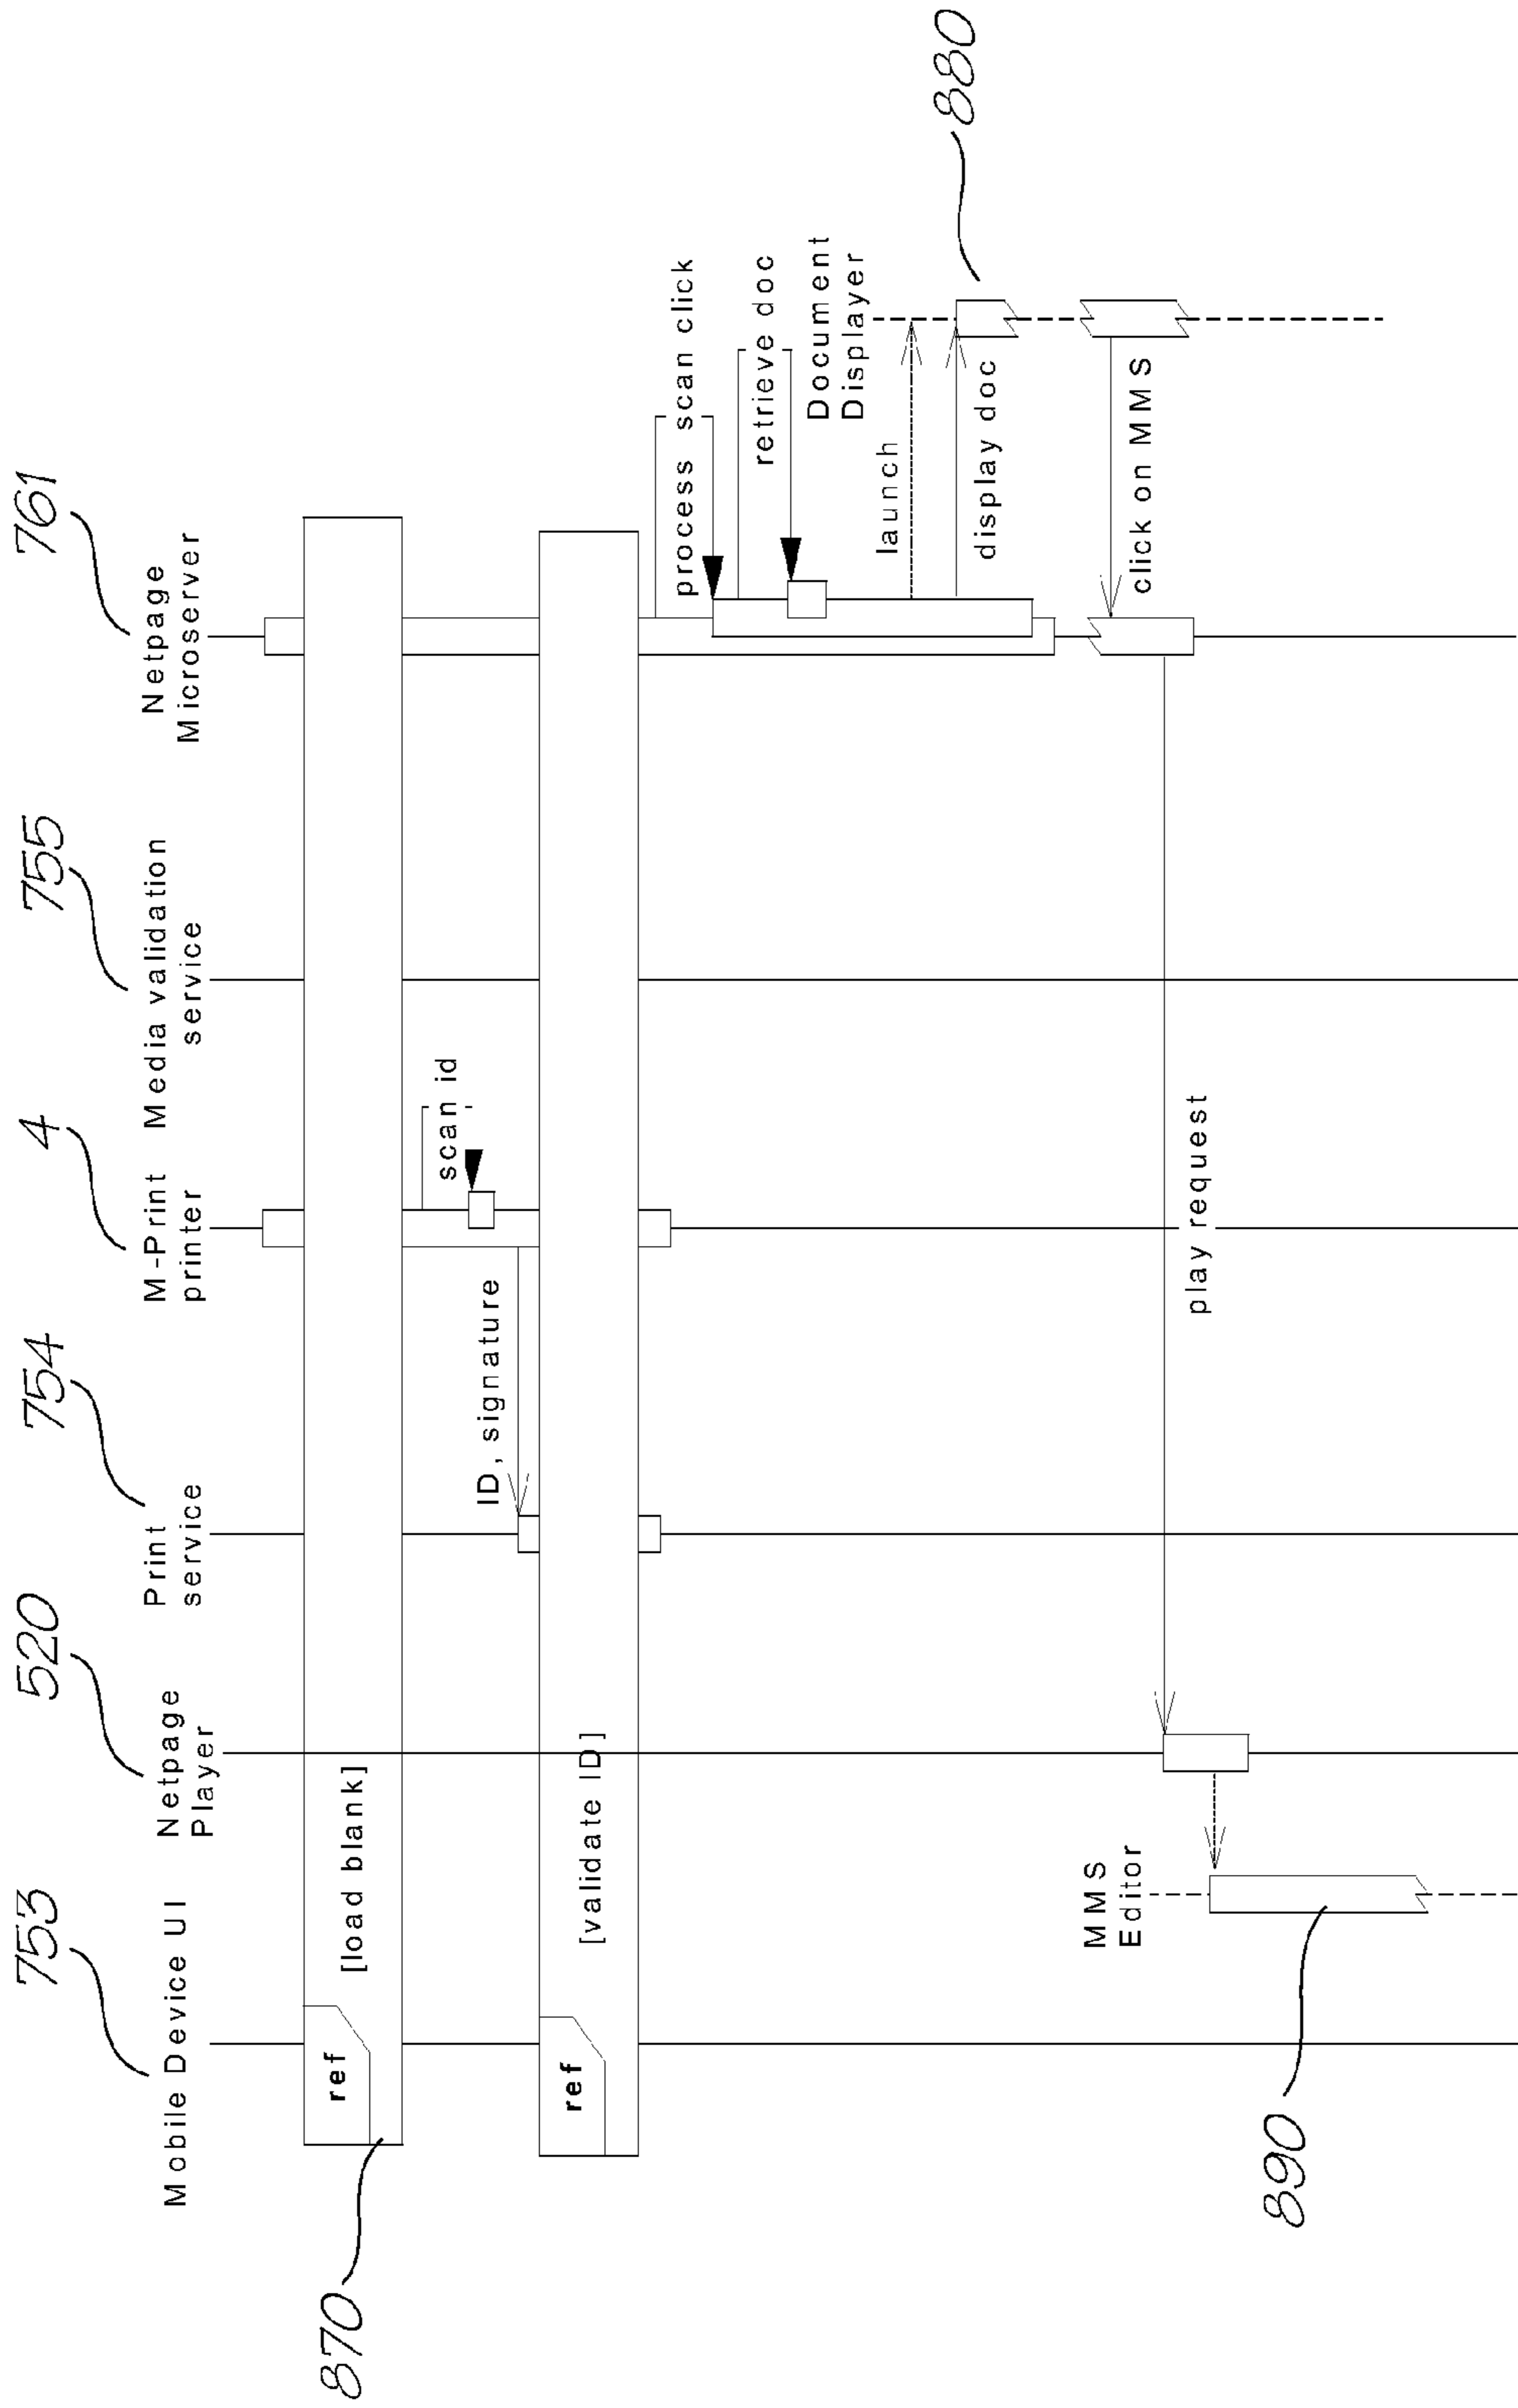 753
520
754
4
755
761
Mobile Device UI
Netpage
Player
Print
service
M-Print
printer
Media validation
service
Netpage
Microserver
870
ref
[load blank]
scan id
ID, signature
ref
[validate ID]
process scan click
retrieve doc
Document
Displayer
launch
880
display doc
MMS
Editor
click on MMS
play request
890